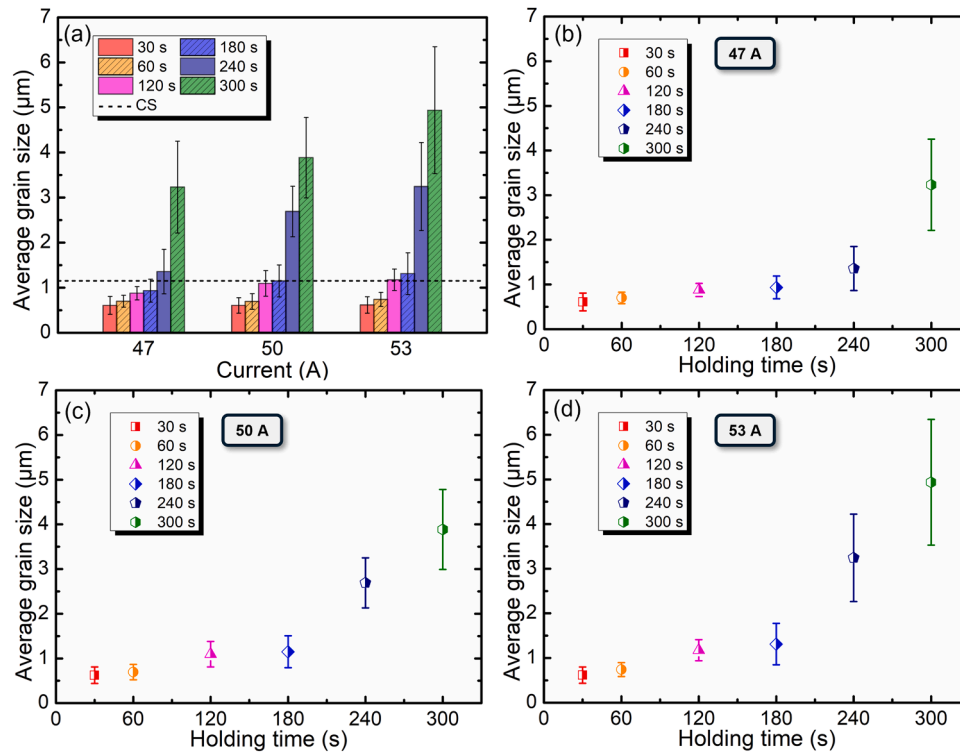 (a)
30 s 180 s
60 s 240 s
120 s 300 s
CS
Average grain size (μm)
7
6
5
4
3
2
1
0
47 50 53
Current (A)
(b)
30 s
60 s
120 s
180 s
240 s
300 s
47 A
Average grain size (μm)
7
6
5
4
3
2
1
0
0 60 120 180 240 300
Holding time (s)
(c)
30 s
60 s
120 s
180 s
240 s
300 s
50 A
Average grain size (μm)
7
6
5
4
3
2
1
0
0 60 120 180 240 300
Holding time (s)
(d)
30 s
60 s
120 s
180 s
240 s
300 s
53 A
Average grain size (μm)
7
6
5
4
3
2
1
0
0 60 120 180 240 300
Holding time (s)